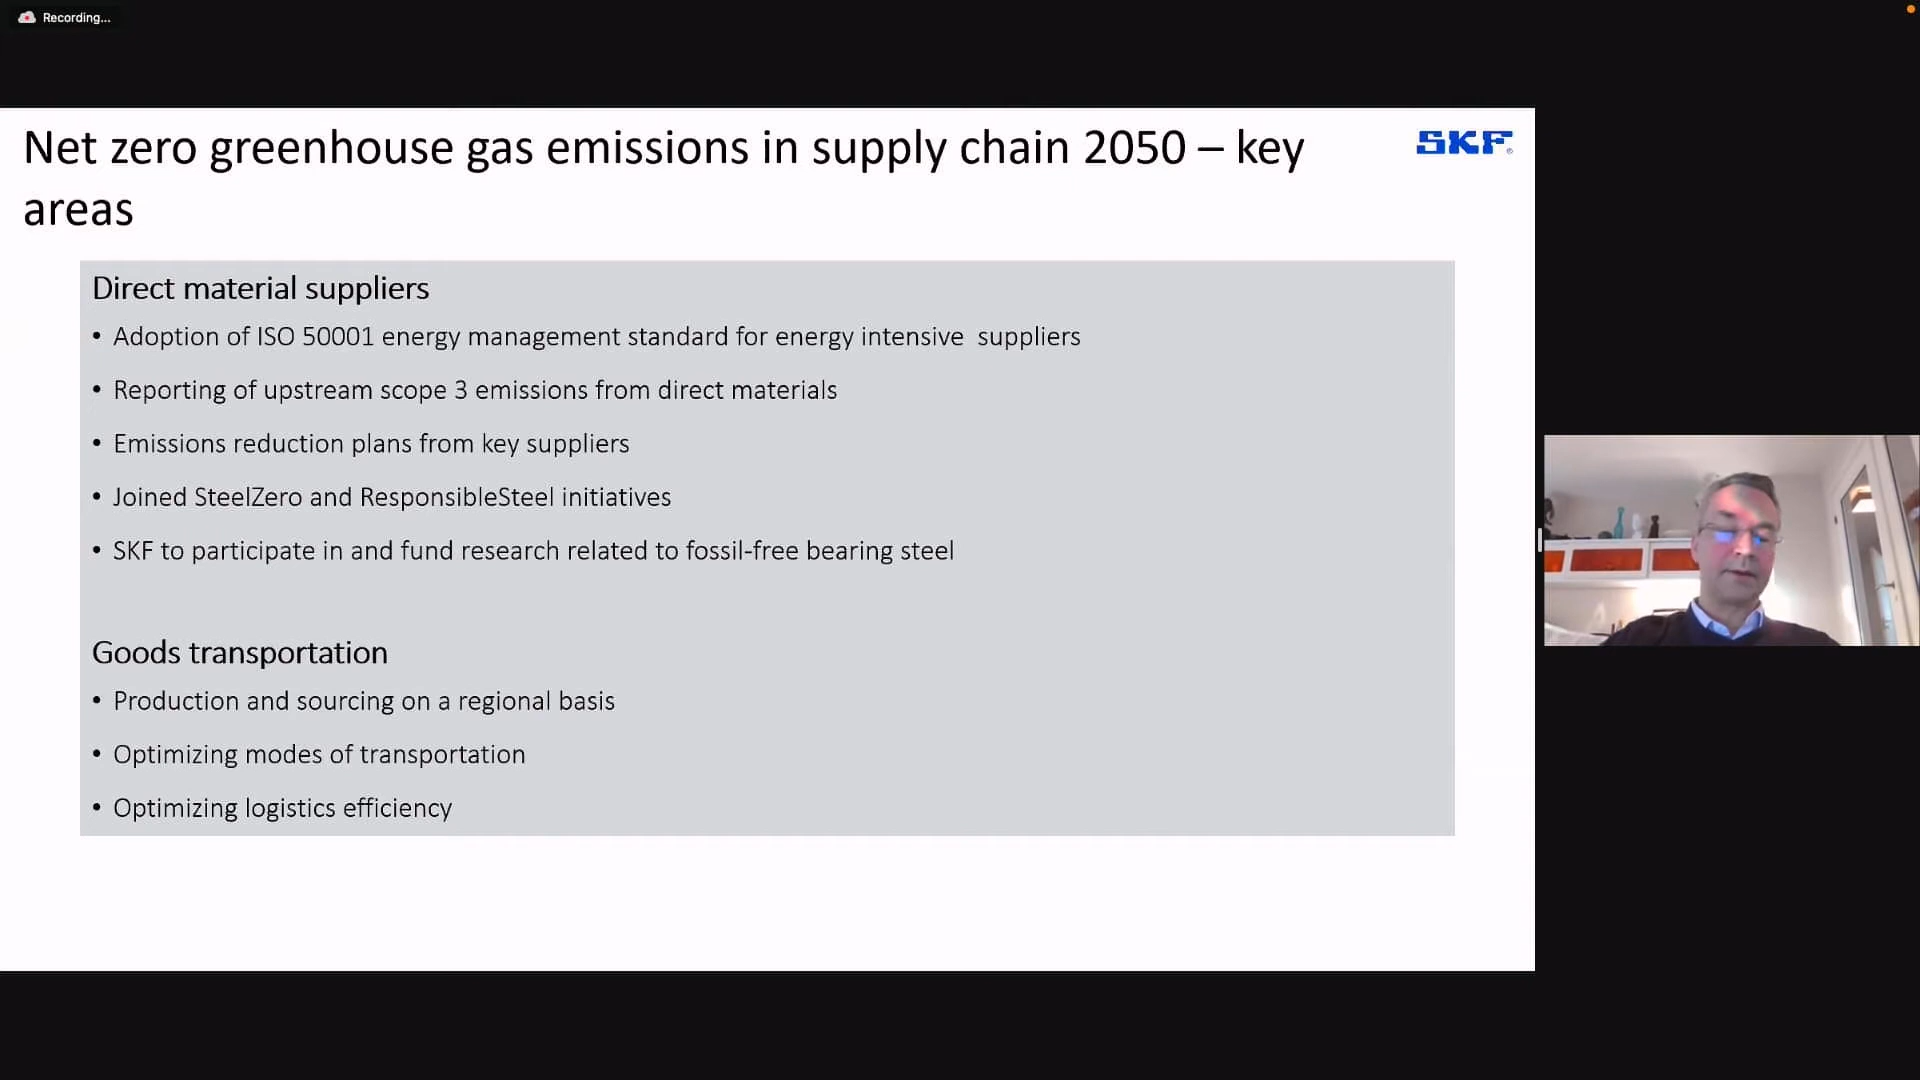 Recording...
Net zero greenhouse gas emissions in supply chain 2050 – key
areas
SKF®
Direct material suppliers
• Adoption of ISO 50001 energy management standard for energy intensive  suppliers
• Reporting of upstream scope 3 emissions from direct materials
• Emissions reduction plans from key suppliers
• Joined SteelZero and ResponsibleSteel initiatives
• SKF to participate in and fund research related to fossil-free bearing steel
Goods transportation
• Production and sourcing on a regional basis
• Optimizing modes of transportation
• Optimizing logistics efficiency